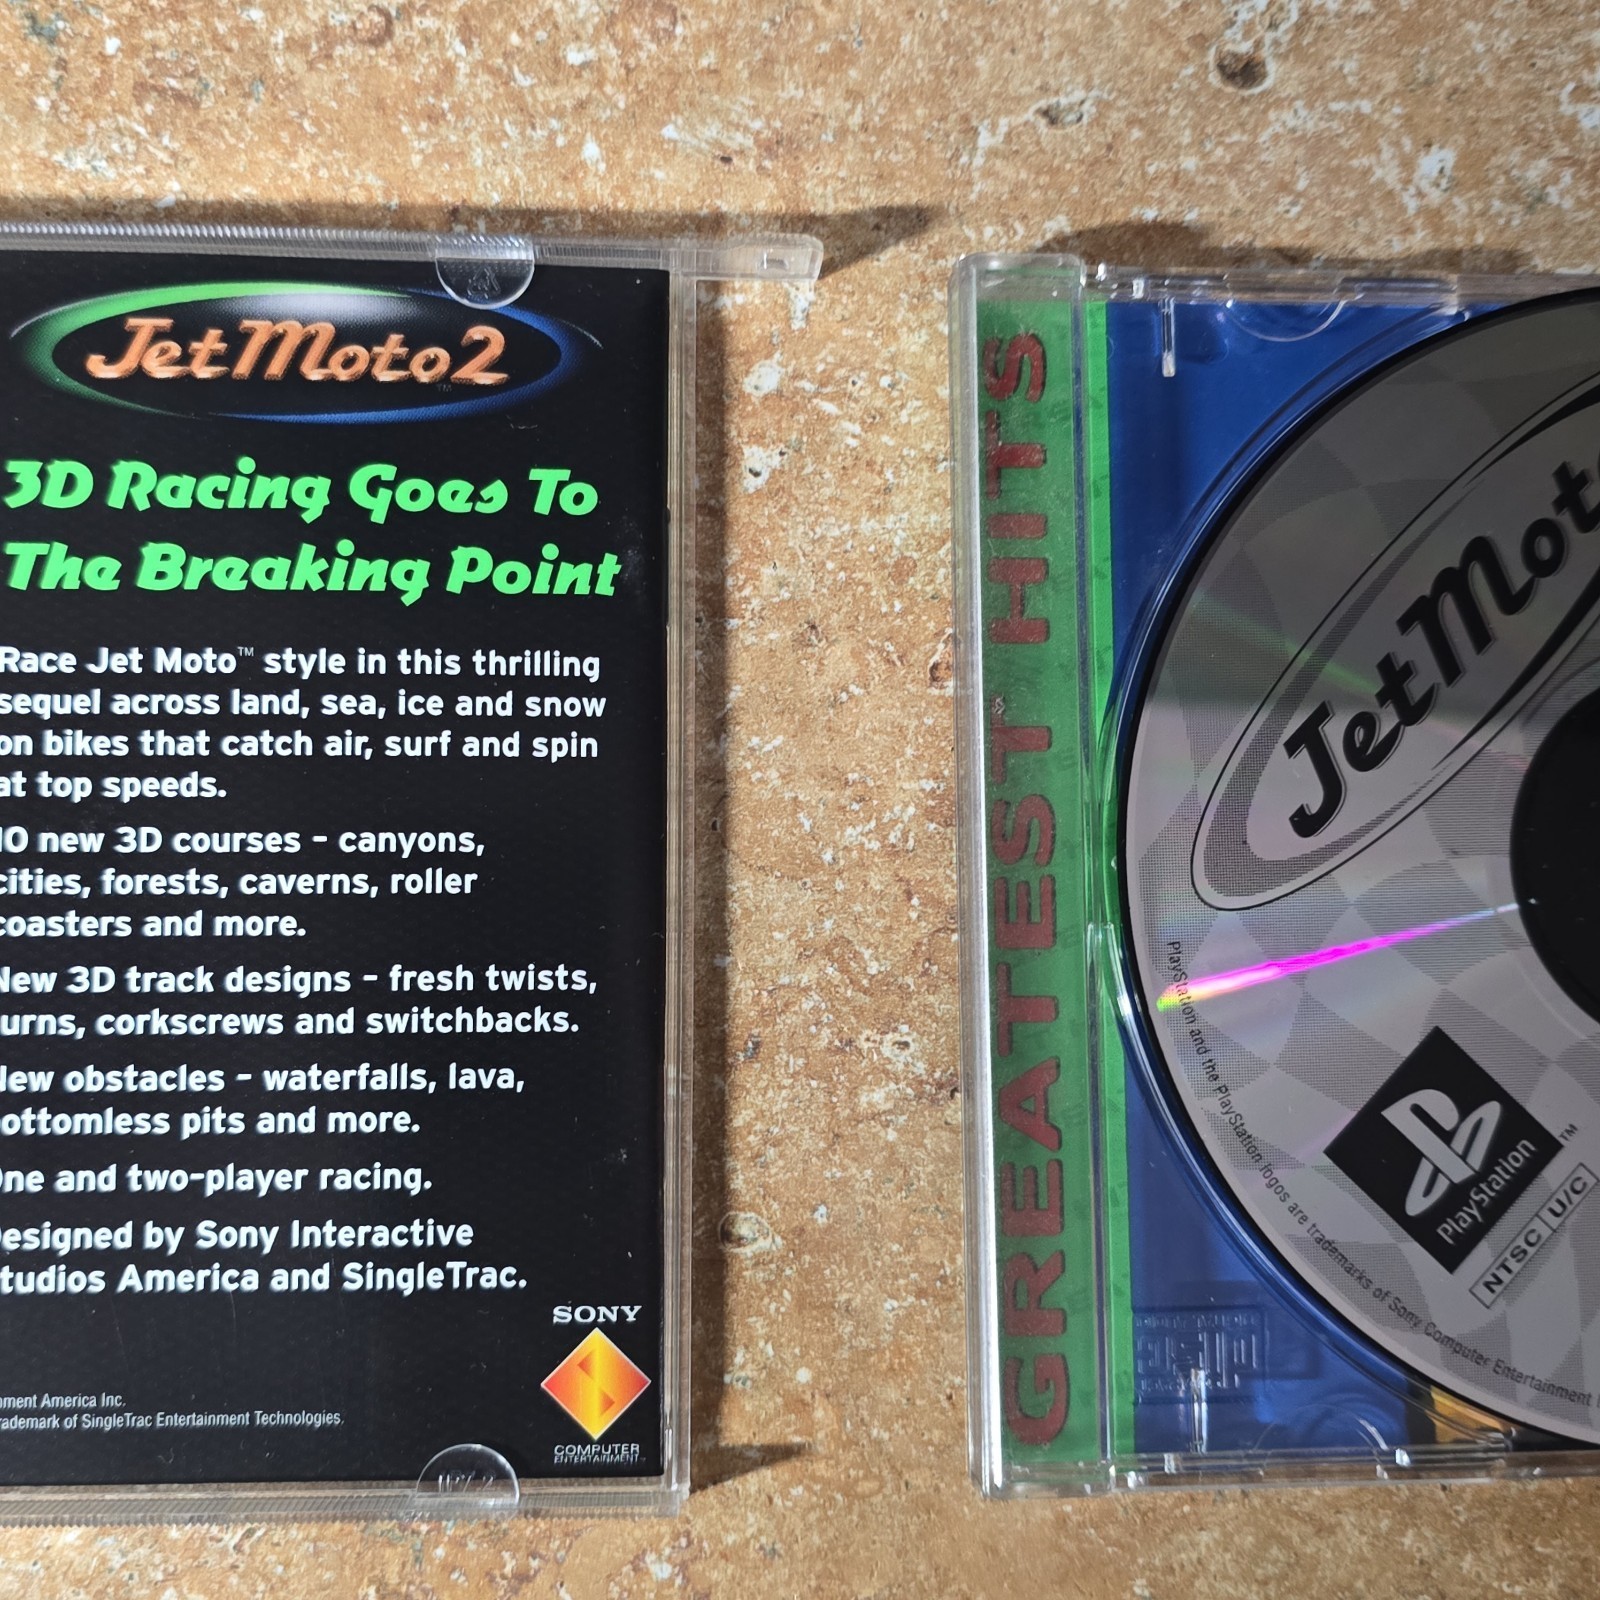 Jet Moto 2™
3D Racing Goes To
The Breaking Point
Race Jet Moto™ style in this thrilling
sequel across land, sea, ice and snow
on bikes that catch air, surf and spin
at top speeds.
10 new 3D courses - canyons,
cities, forests, caverns, roller
coasters and more.
New 3D track designs - fresh twists,
urns, corkscrews and switchbacks.
New obstacles - waterfalls, lava,
ottomless pits and more.
One and two-player racing.
esigned by Sony Interactive
tudios America and SingleTrac.
nment America Inc.
rademark of SingleTrac Entertainment Technologies.
SONY
COMPUTER
ENTERTAINMENT™
GREATEST HITS
Jet Moto
PlayStation™
NTSC U/C
PlayStation and the PlayStation logos are trademarks of Sony Computer Entertainment